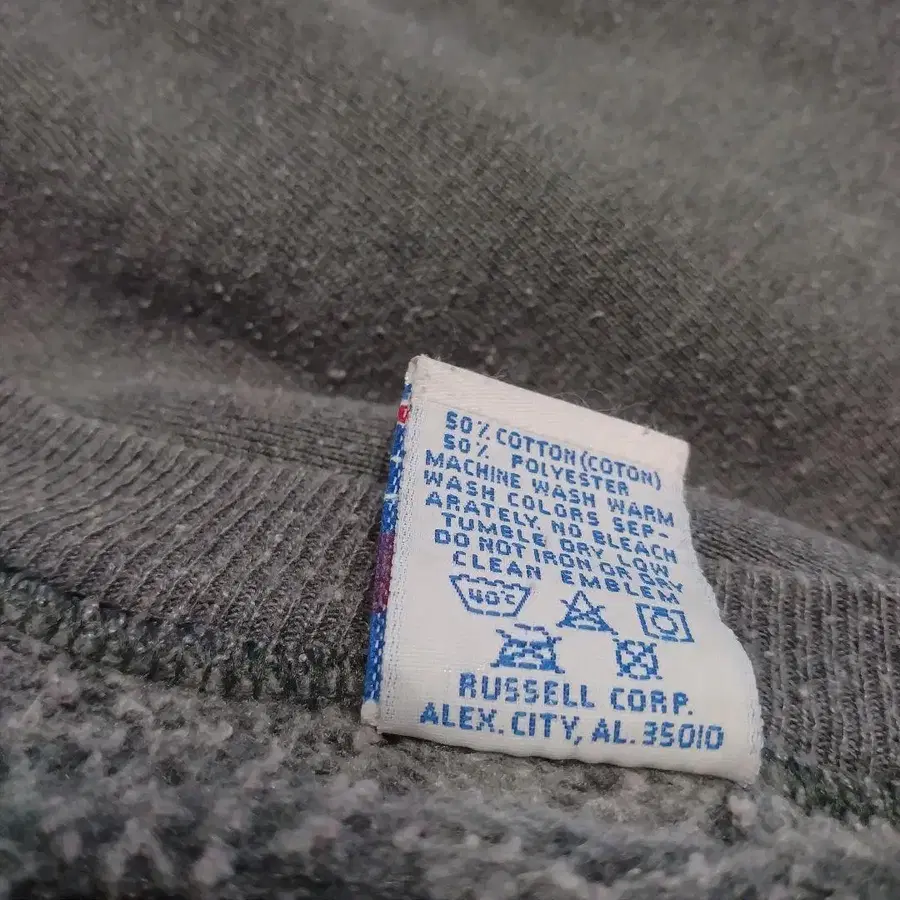 50% COTTON (COTON)
50% POLYESTER
MACHINE WASH WARM
WASH COLORS SEP-
ARATELY. NO BLEACH
TUMBLE DRY LOW
DO NOT IRON OR DRY
CLEAN EMBLEM
40°C
RUSSELL CORP.
ALEX. CITY, AL. 35010